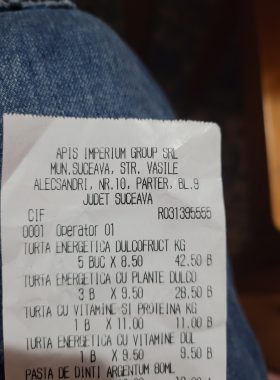 APIS IMPERIUM GROUP SRL
MUN.SUCEAVA, STR. VASILE
ALECSANDRI, NR.10, PARTER, BL.9
JUDET SUCEAVA
CIF RO31395555
0001 Operator 01
TURTA ENERGETICA DULCOFRUCT KG
5 BUC X 8.50 42.50 B
TURTA ENERGETICA CU PLANTE DULCO
3 B X 9.50 28.50 B
TURTA CU VITAMINE SI PROTEINA KG
1 B X 11.00 11.00 B
TURTA ENERGETICA CU VITAMINE DUL
1 B X 9.50 9.50 B
PASTA DE DINTI ARGENTUM 80ML